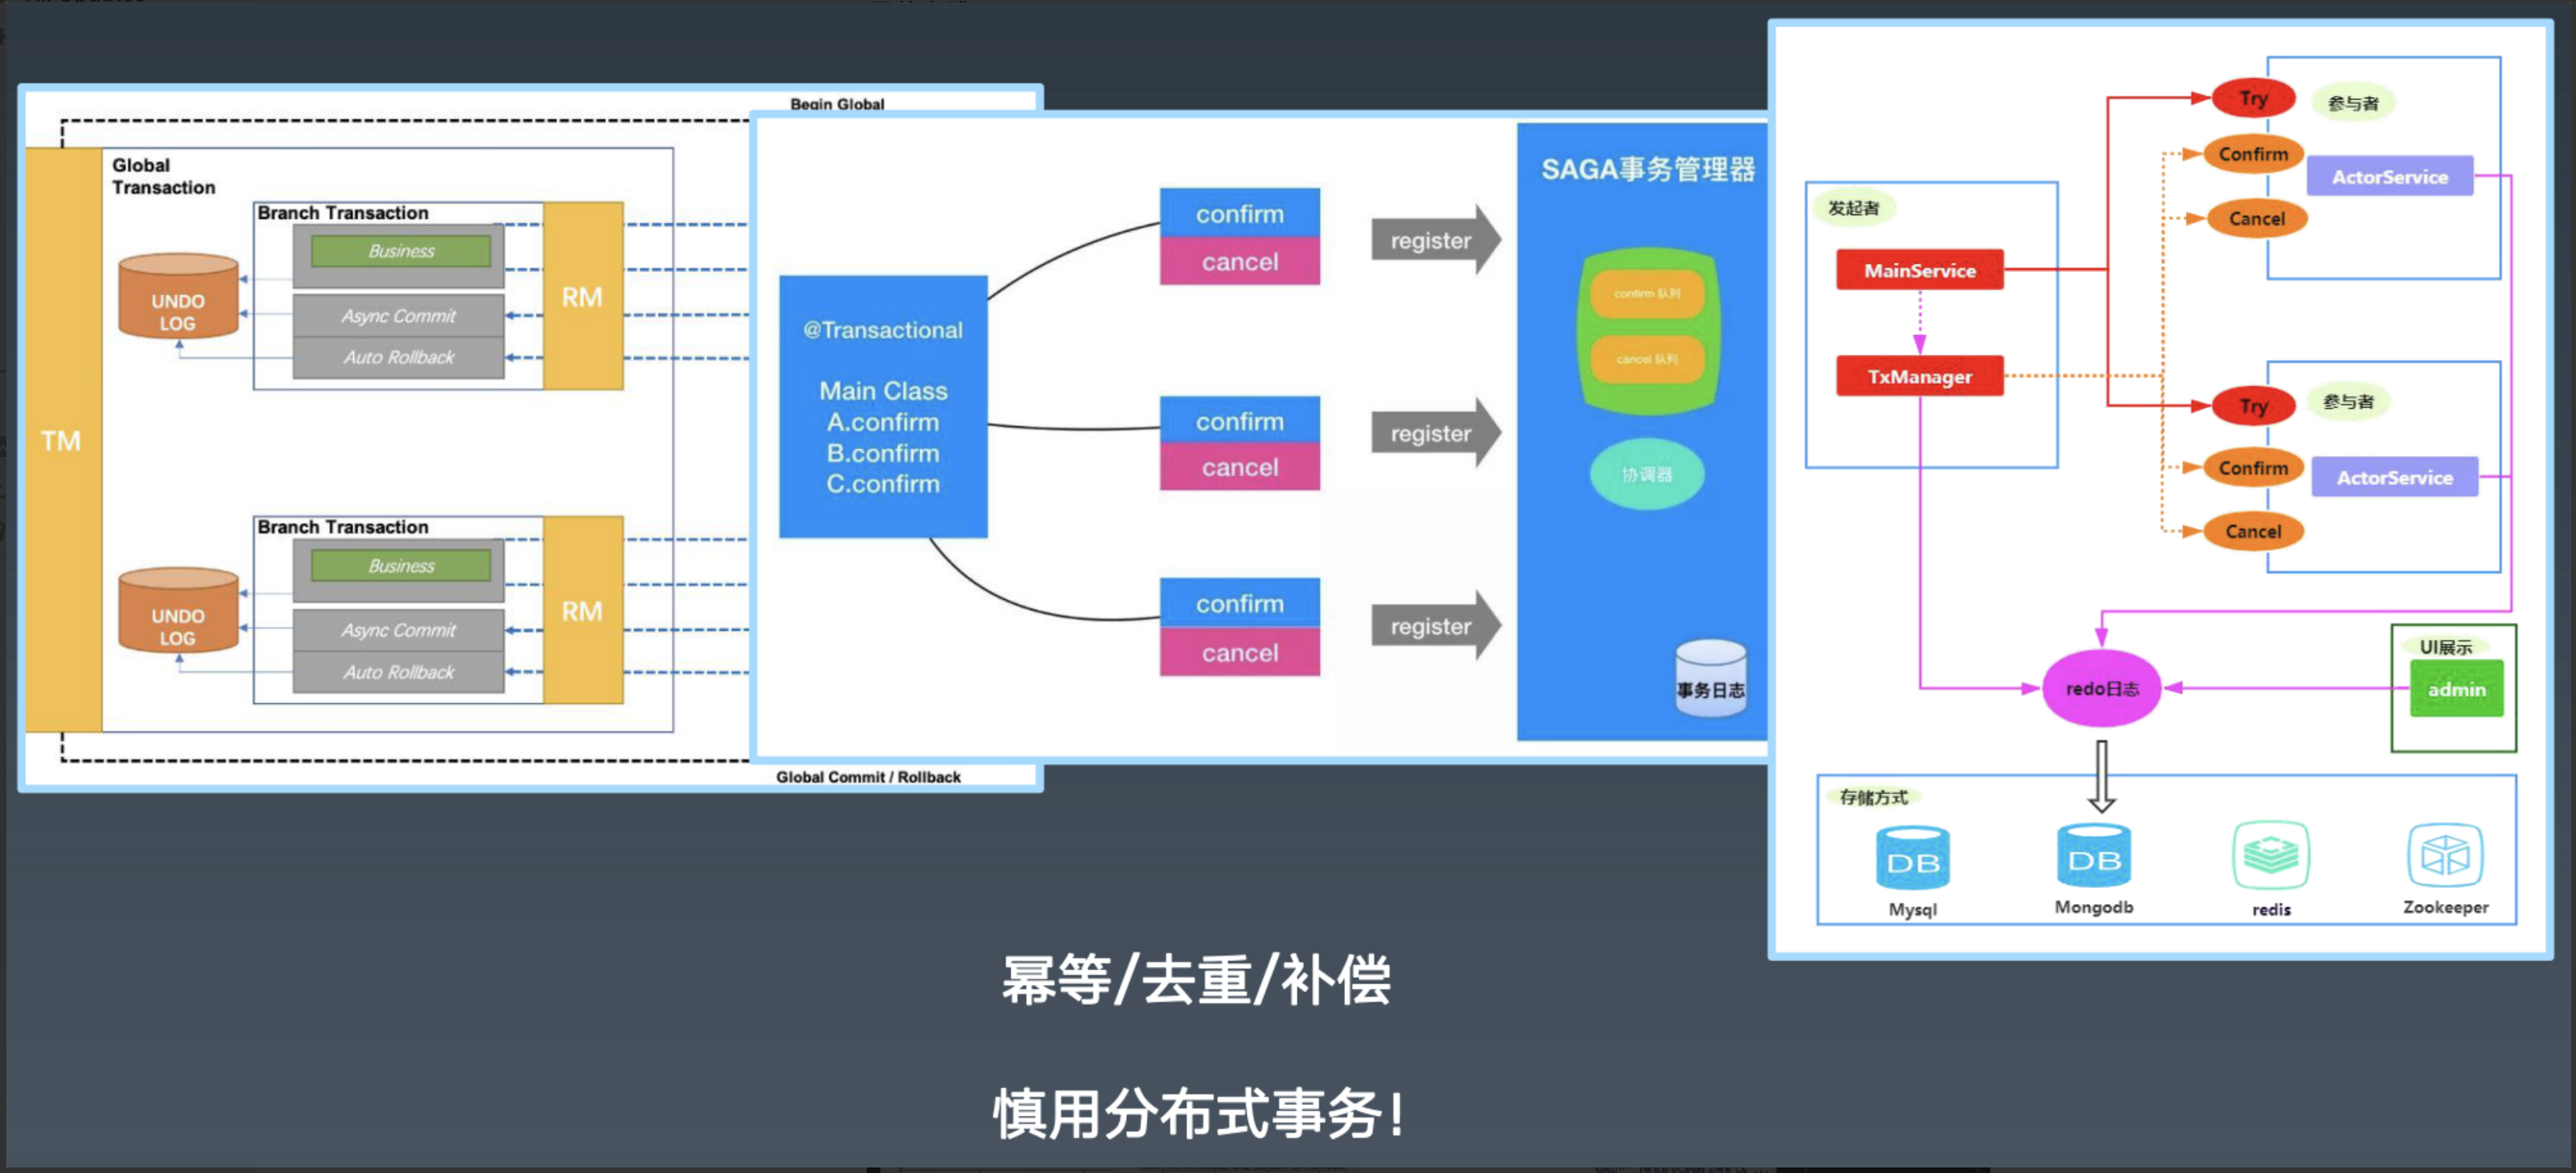 Begin Global
Global
Transaction
Branch Transaction
Business
UNDO
LOG
Async Commit
Auto Rollback
RM
TM
Branch Transaction
Business
UNDO
LOG
Async Commit
Auto Rollback
RM
Global Commit / Rollback
@Transactional
Main Class
A.confirm
B.confirm
C.confirm
confirm
cancel
register
confirm
cancel
register
confirm
cancel
register
SAGA事务管理器
confirm 队列
cancel 队列
协调器
事务日志
发起者
MainService
TxManager
Try
参与者
Confirm
ActorService
Cancel
Try
参与者
Confirm
ActorService
Cancel
redo日志
UI展示
admin
存储方式
DB
Mysql
DB
Mongodb
redis
Zookeeper
幂等/去重/补偿
慎用分布式事务!